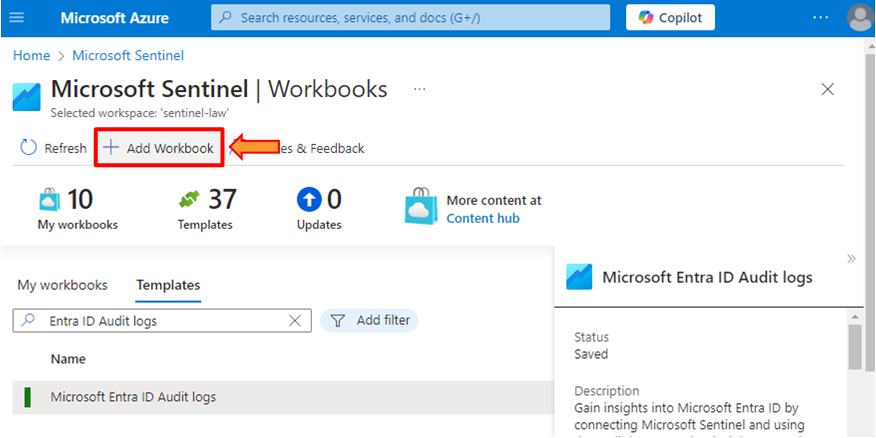 Microsoft Azure
Search resources, services, and docs (G+/)
Copilot
...
Home > Microsoft Sentinel
Microsoft Sentinel | Workbooks ...
Selected workspace: 'sentinel-law'
Refresh
+ Add Workbook
es & Feedback
10
My workbooks
37
Templates
0
Updates
More content at
Content hub
My workbooks
Templates
Entra ID Audit logs
Add filter
Name
Microsoft Entra ID Audit logs
Microsoft Entra ID Audit logs
Status
Saved
Description
Gain insights into Microsoft Entra ID by
connecting Microsoft Sentinel and using